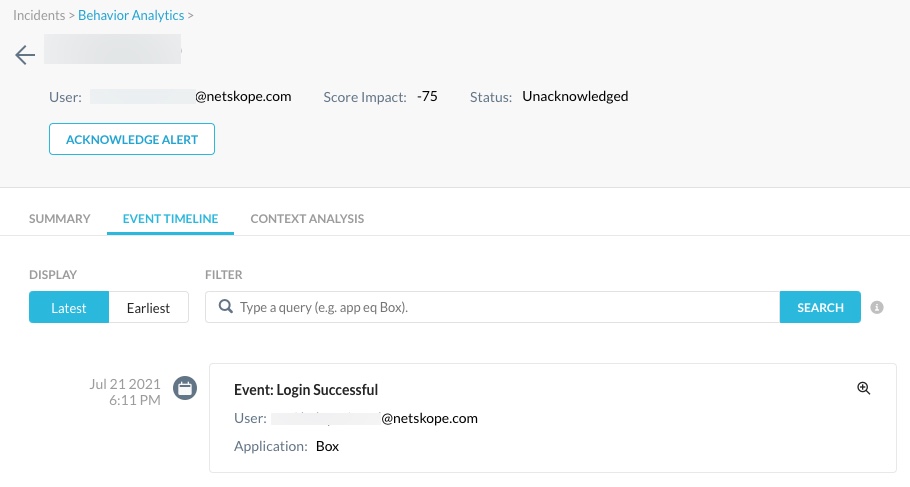 Incidents > Behavior Analytics >
User: @netskope.com Score Impact: -75 Status: Unacknowledged
ACKNOWLEDGE ALERT
SUMMARY EVENT TIMELINE CONTEXT ANALYSIS
DISPLAY FILTER
Latest Earliest Type a query (e.g. app eq Box). SEARCH
Jul 21 2021
6:11 PM
Event: Login Successful
User: @netskope.com
Application: Box